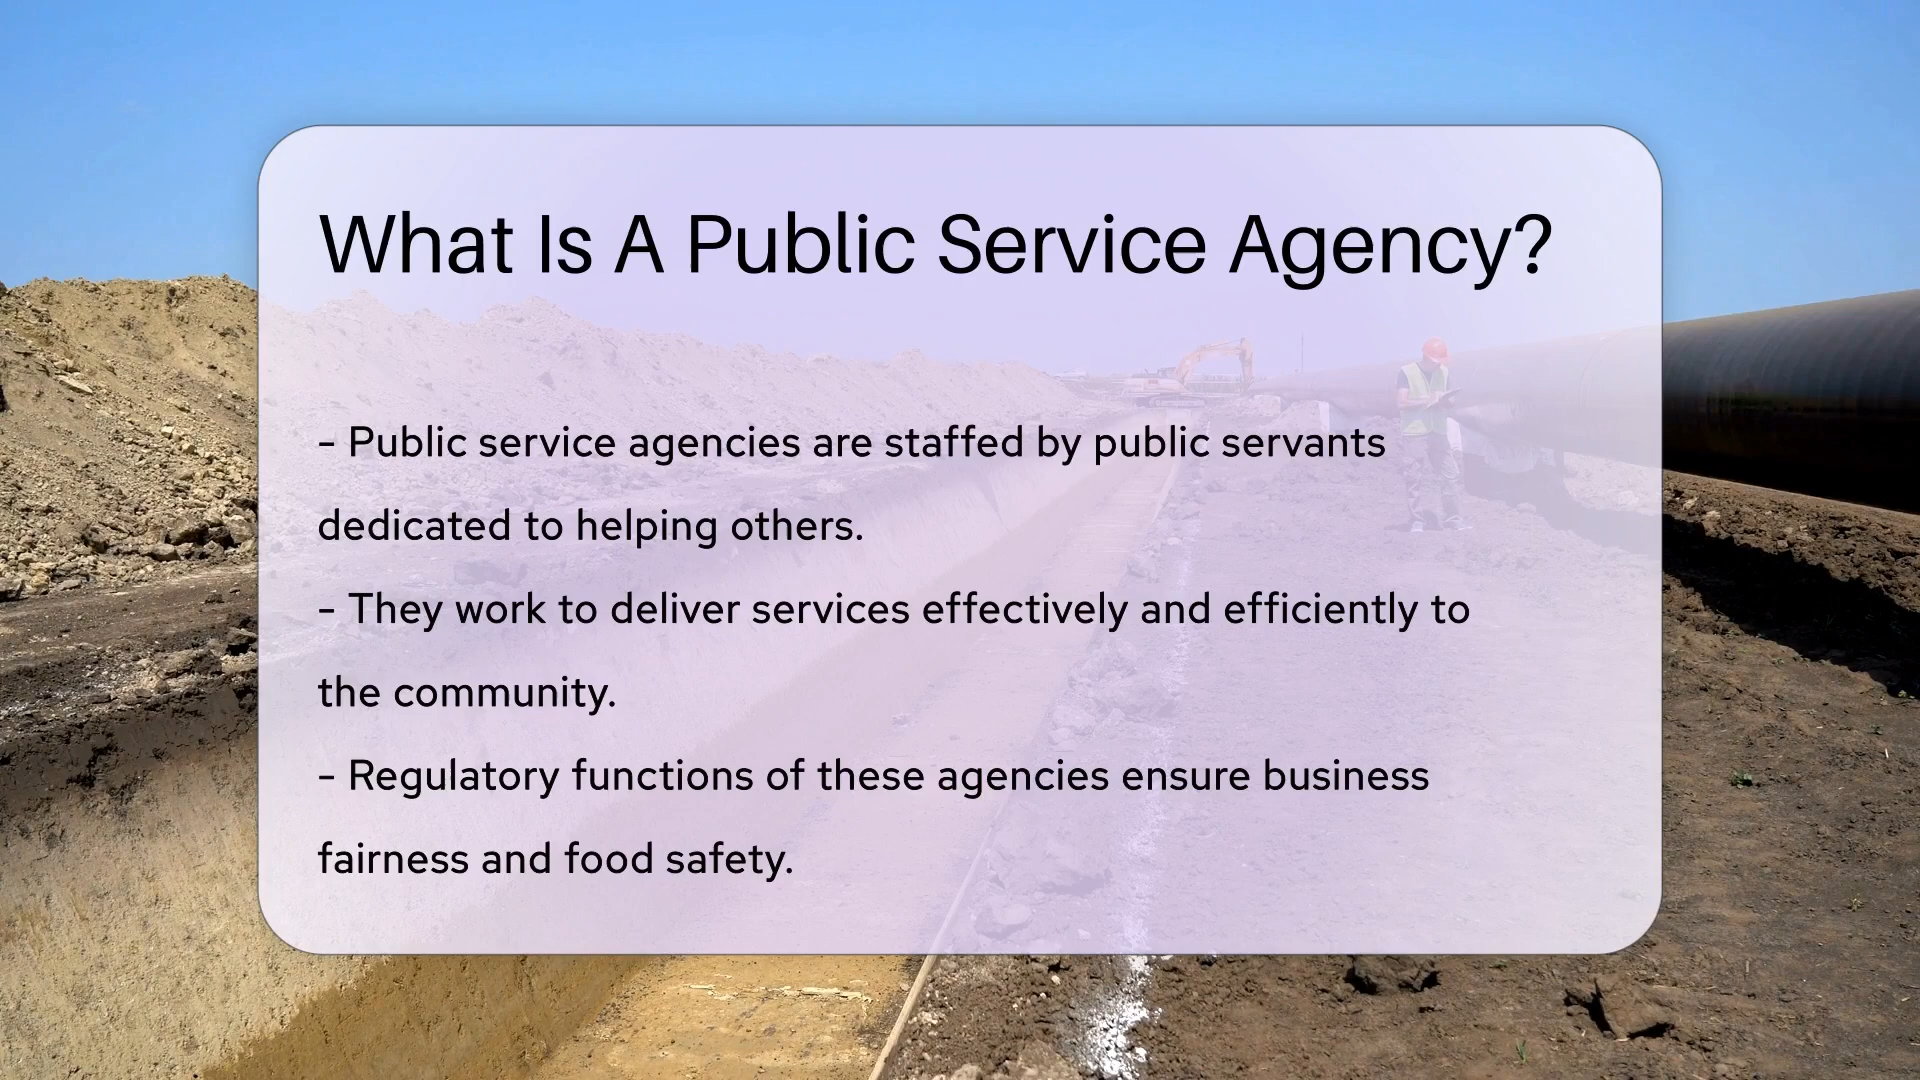 What Is A Public Service Agency?
– Public service agencies are staffed by public servants
dedicated to helping others.
– They work to deliver services effectively and efficiently to
the community.
– Regulatory functions of these agencies ensure business
fairness and food safety.